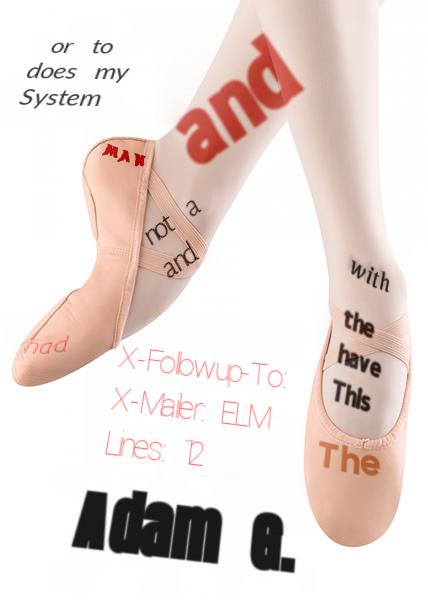 or to
does my
System
and
MAN
not a
and
with
the
have
This
had
X-Folowup-To:
X-Mailer: ELM
Lines: 12
The
Adam G.